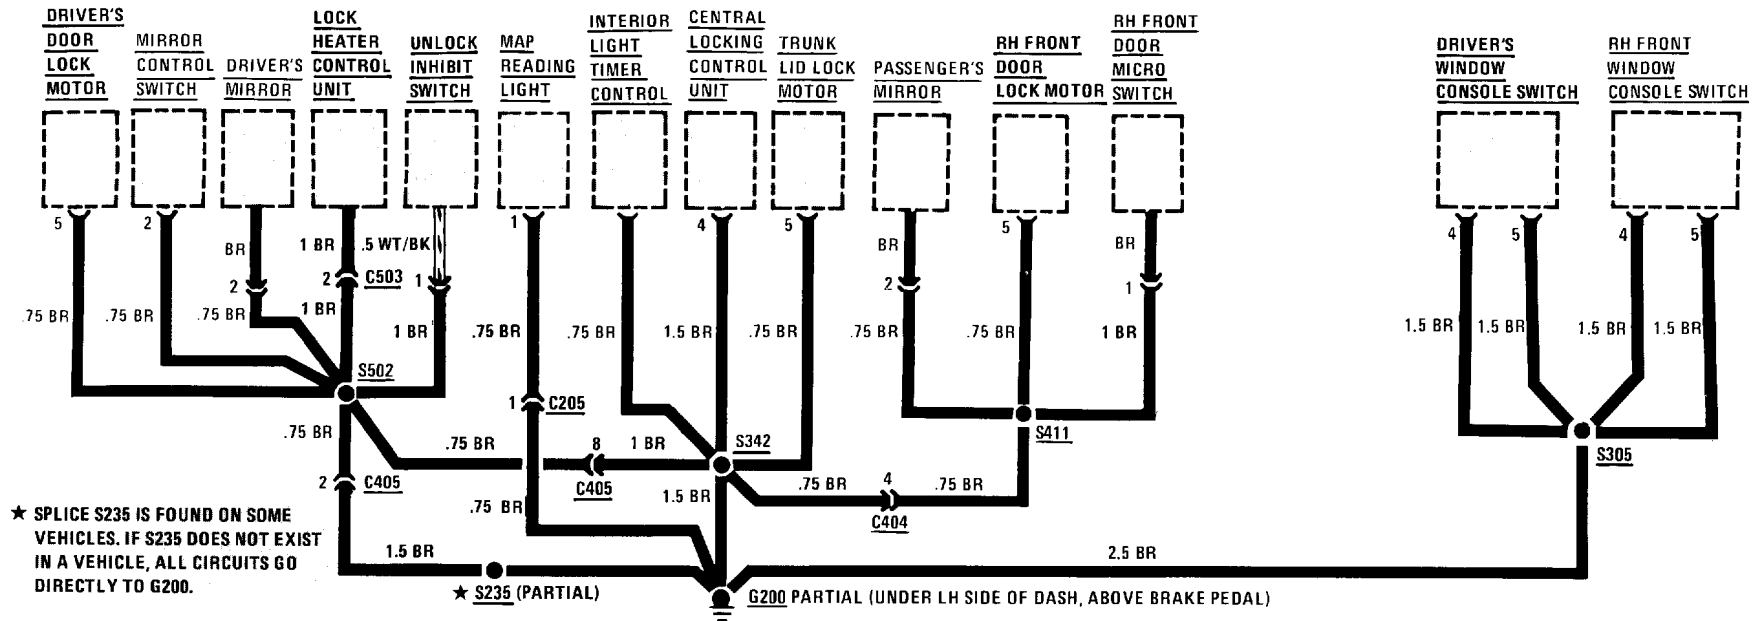 DRIVER'S
DOOR
LOCK
MOTOR
MIRROR
CONTROL
SWITCH
DRIVER'S
MIRROR
LOCK
HEATER
CONTROL
UNIT
UNLOCK
INHIBIT
SWITCH
MAP
READING
LIGHT
INTERIOR
LIGHT
TIMER
CONTROL
CENTRAL
LOCKING
CONTROL
UNIT
TRUNK
LID LOCK
MOTOR
PASSENGER'S
MIRROR
RH FRONT
DOOR
LOCK MOTOR
RH FRONT
DOOR
MICRO
SWITCH
DRIVER'S
WINDOW
CONSOLE SWITCH
RH FRONT
WINDOW
CONSOLE SWITCH
5 2 1 4 5 5 4 5 4 5
BR 1 BR .5 WT/BK BR BR
2 2 C503 1 2 1
.75 BR .75 BR .75 BR 1 BR 1 BR .75 BR .75 BR 1.5 BR .75 BR .75 BR .75 BR 1 BR 1.5 BR 1.5 BR 1.5 BR 1.5 BR
S502
1 C205
.75 BR .75 BR 8 1 BR S342 S411 S305
2 C405 C405 1.5 BR .75 BR 4 .75 BR
.75 BR C404
★ SPLICE S235 IS FOUND ON SOME
VEHICLES. IF S235 DOES NOT EXIST
IN A VEHICLE, ALL CIRCUITS GO
DIRECTLY TO G200.
1.5 BR 2.5 BR
★ S235 (PARTIAL)
G200 PARTIAL (UNDER LH SIDE OF DASH, ABOVE BRAKE PEDAL)